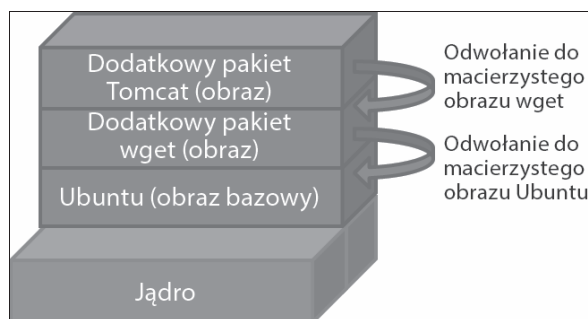 Dodatkowy pakiet
Tomcat (obraz)
Dodatkowy pakiet
wget (obraz)
Ubuntu (obraz bazowy)
Jądro
Odwołanie do
macierzystego
obrazu wget
Odwołanie do
macierzystego
obrazu Ubuntu